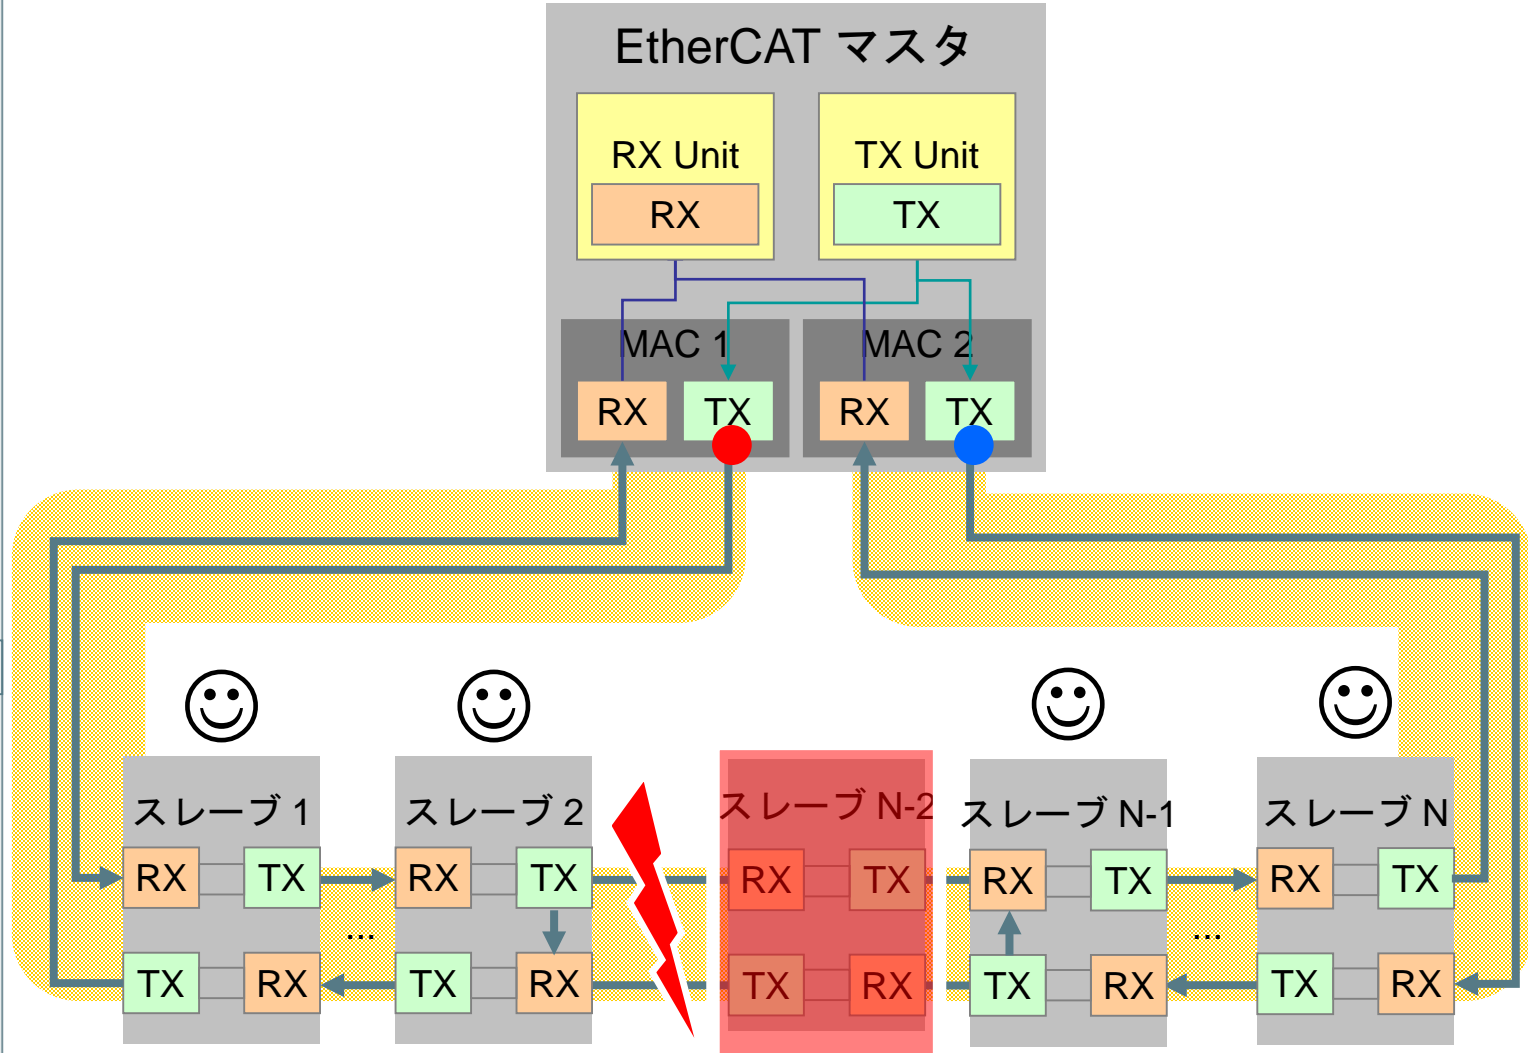 EtherCAT マスタ
RX Unit
TX Unit
RX
TX
MAC 1
MAC 2
RX
TX
RX
TX
スレーブ 1
スレーブ 2
スレーブ N-2
スレーブ N-1
スレーブ N
RX
TX
RX
TX
RX
TX
RX
TX
RX
TX
...
...
TX
RX
TX
RX
TX
RX
TX
RX
TX
RX